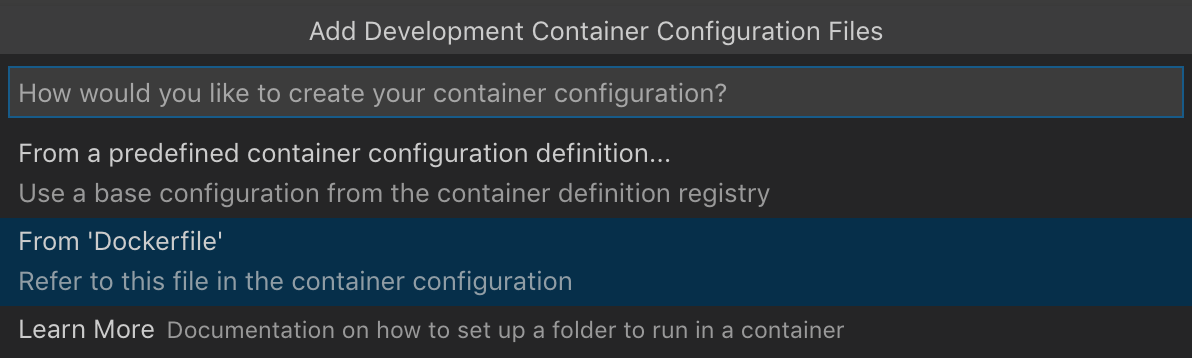 Add Development Container Configuration Files
How would you like to create your container configuration?
From a predefined container configuration definition...
Use a base configuration from the container definition registry
From 'Dockerfile'
Refer to this file in the container configuration
Learn More Documentation on how to set up a folder to run in a container